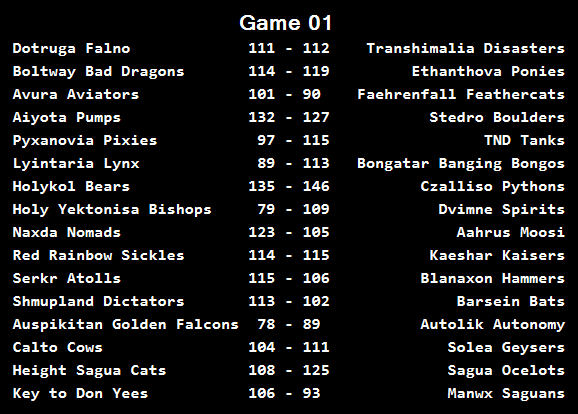 Game 01
Dotruga Falno 111 - 112 Transhimalia Disasters
Boltway Bad Dragons 114 - 119 Ethanthova Ponies
Avura Aviators 101 - 90 Faehrenfall Feathercats
Aiyota Pumps 132 - 127 Stedro Boulders
Pyxanovia Pixies 97 - 115 TND Tanks
Lyintaria Lynx 89 - 113 Bongatar Banging Bongos
Holykol Bears 135 - 146 Czalliso Pythons
Holy Yektonisa Bishops 79 - 109 Dvimne Spirits
Naxda Nomads 123 - 105 Aahrus Moosi
Red Rainbow Sickles 114 - 115 Kaeshar Kaisers
Serkr Atolls 115 - 106 Blanaxon Hammers
Shmupland Dictators 113 - 102 Barsein Bats
Auspikitan Golden Falcons 78 - 89 Autolik Autonomy
Calto Cows 104 - 111 Solea Geysers
Height Sagua Cats 108 - 125 Sagua Ocelots
Key to Don Yees 106 - 93 Manwx Saguans